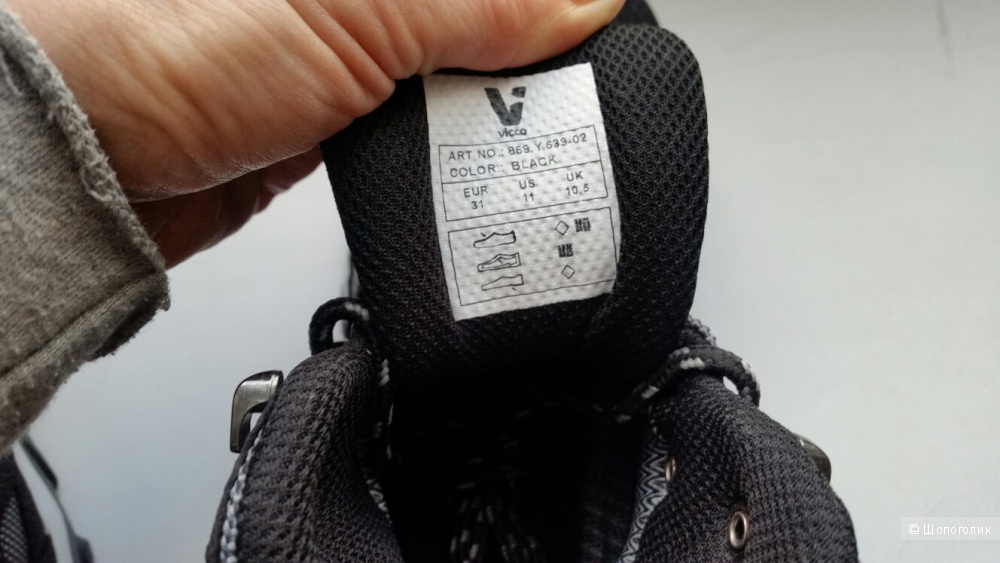 vicco
ART NO.: 869.Y.639-02
COLOR: BLACK
EUR US UK
31 11 10,5
© Шопоголик